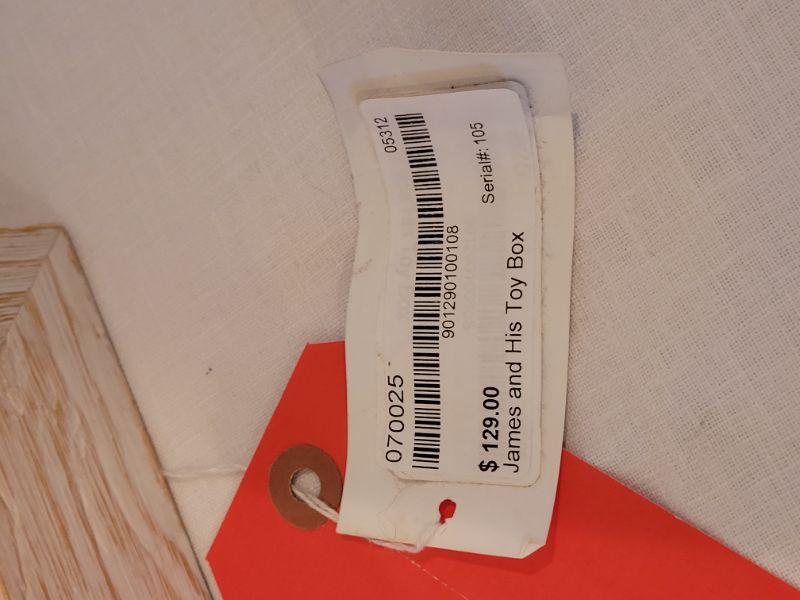 070025 05312
901290100108
$ 129.00 Serial#: 105
James and His Toy Box